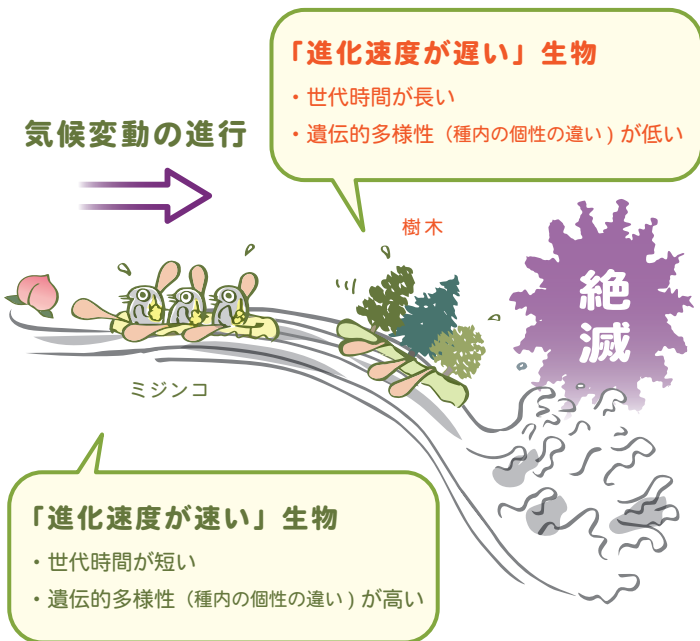 「進化速度が遅い」生物
・世代時間が長い
・遺伝的多様性（種内の個性の違い）が低い
気候変動の進行
樹木
絶滅
ミジンコ
「進化速度が速い」生物
・世代時間が短い
・遺伝的多様性（種内の個性の違い）が高い